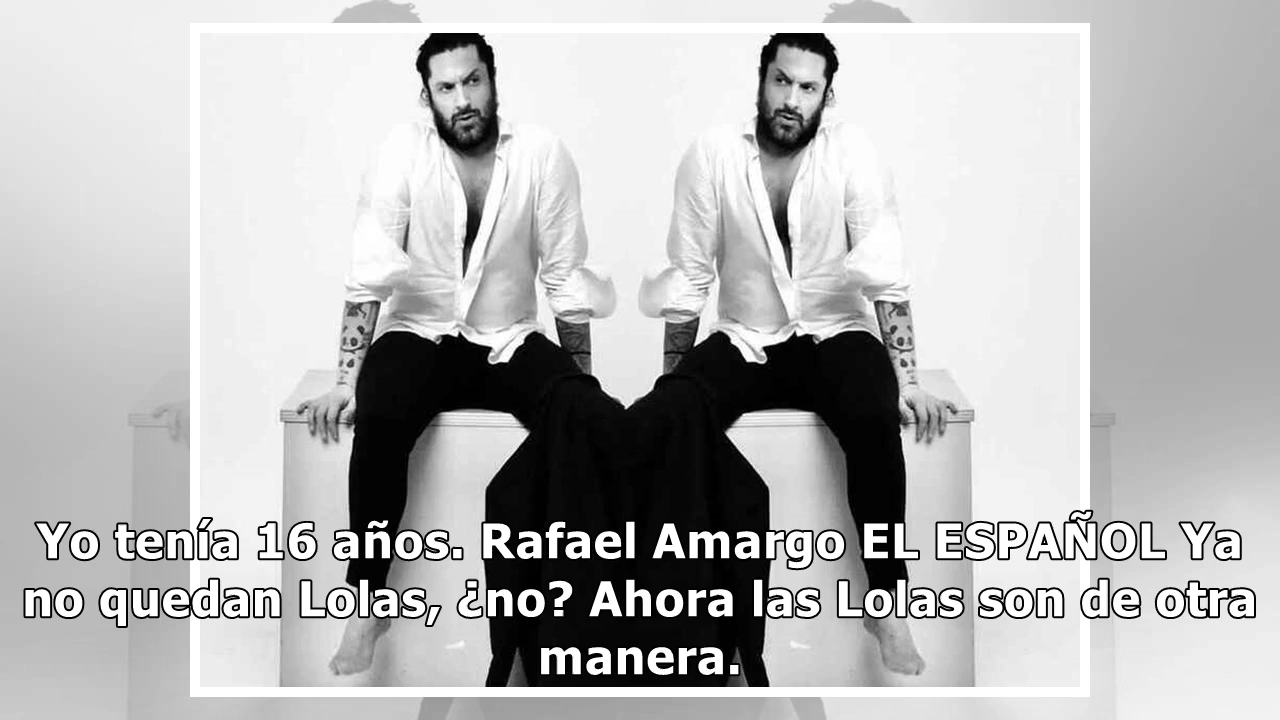 Yo tenía 16 años. Rafael Amargo EL ESPAÑOL Ya
no quedan Lolas, ¿no? Ahora las Lolas son de otra
manera.